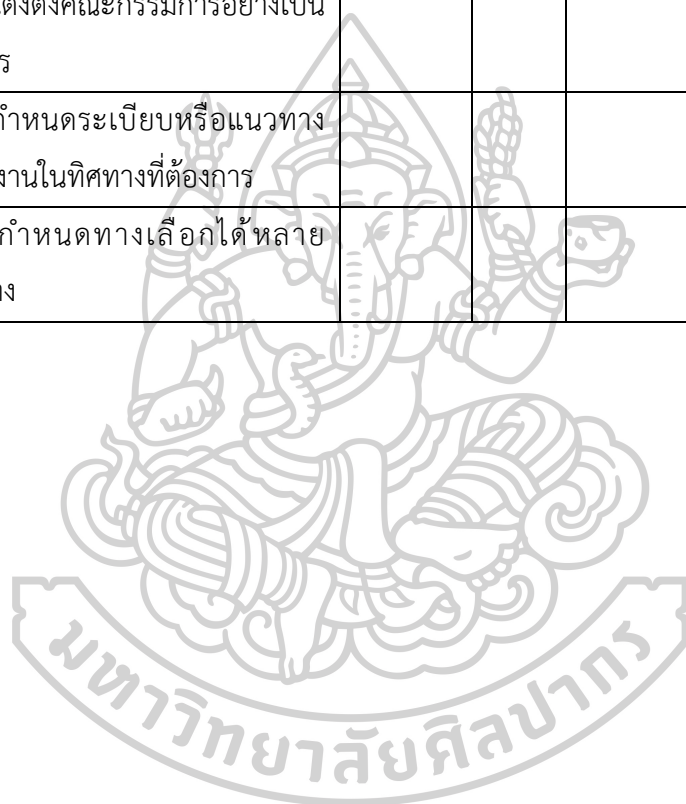 แต่งตั้งคณะกรรมการอย่างเป็น
ร
กำหนดระเบียบหรือแนวทาง
งานในทิศทางที่ต้องการ
กำหนดทางเลือกได้หลาย
าง
มหาวิทยาลัยศิลปากร